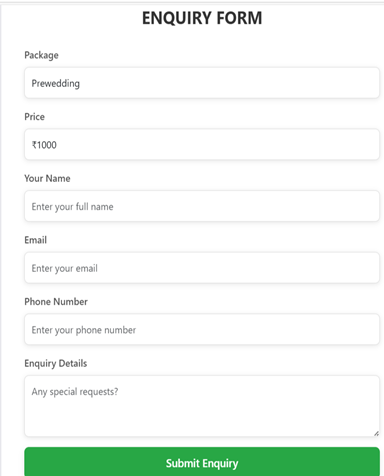 ENQUIRY FORM
Package
Prewedding
Price
₹1000
Your Name
Enter your full name
Email
Enter your email
Phone Number
Enter your phone number
Enquiry Details
Any special requests?
Submit Enquiry